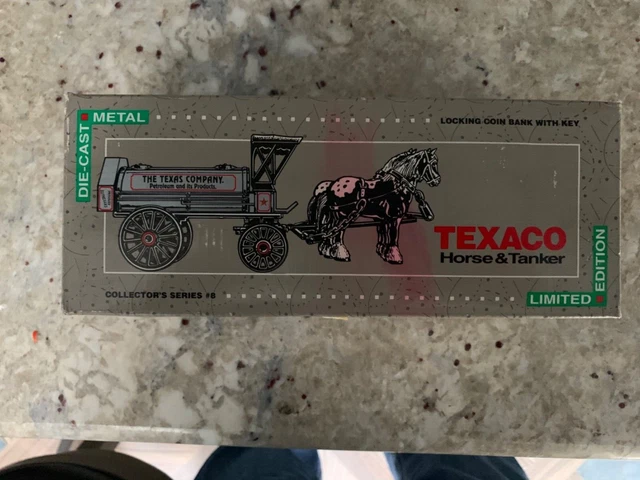 DIE-CAST METAL
LOCKING COIN BANK WITH KEY
THE TEXAS COMPANY
Petroleum and its Products
TEXACO
Horse & Tanker
COLLECTOR'S SERIES #8
LIMITED EDITION